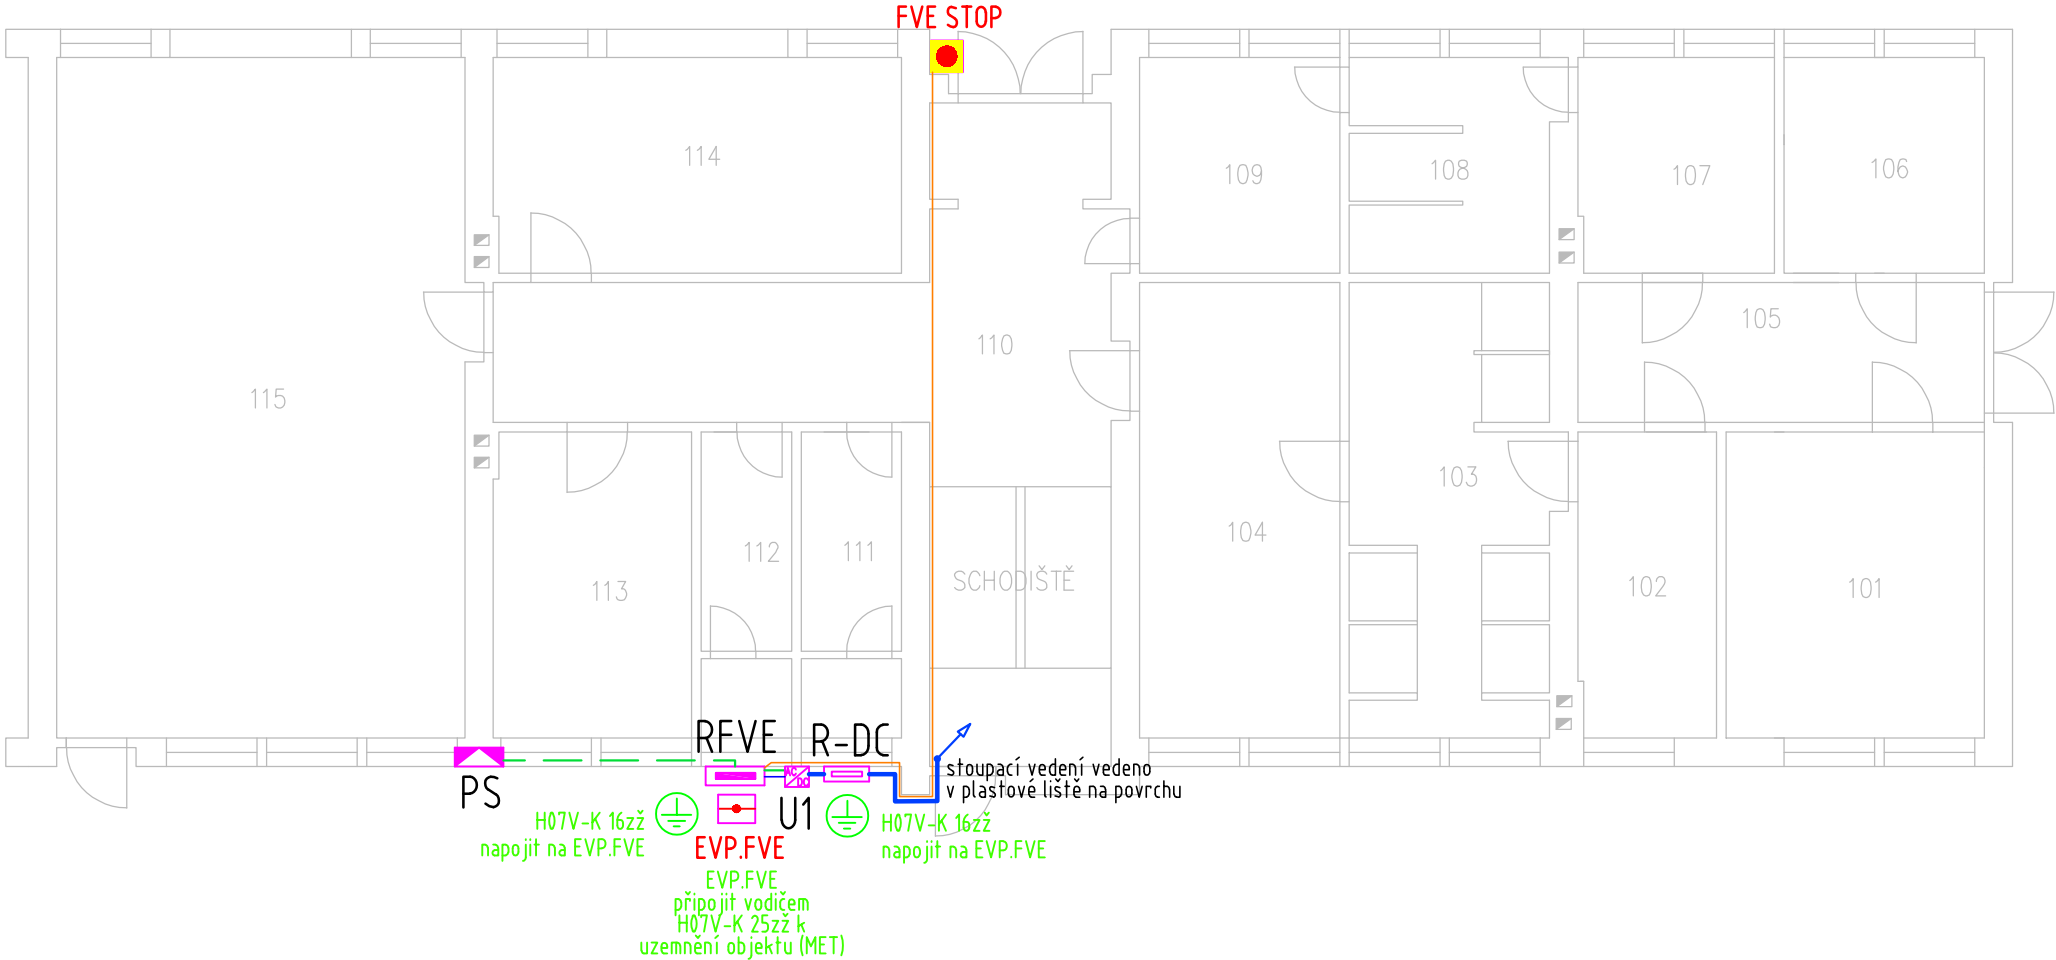 FVE STOP
114
109
108
107
106
105
110
115
103
104
112
111
SCHODIŠTĚ
113
102
101
RFVE
R-DC
AC
DC
stoupací vedení vedeno
v plastové liště na povrchu
PS
U1
H07V-K 16zž
napojit na EVP.FVE
H07V-K 16zž
napojit na EVP.FVE
EVP.FVE
EVP.FVE
připojit vodičem
H07V-K 25zž k
uzemnění objektu (MET)